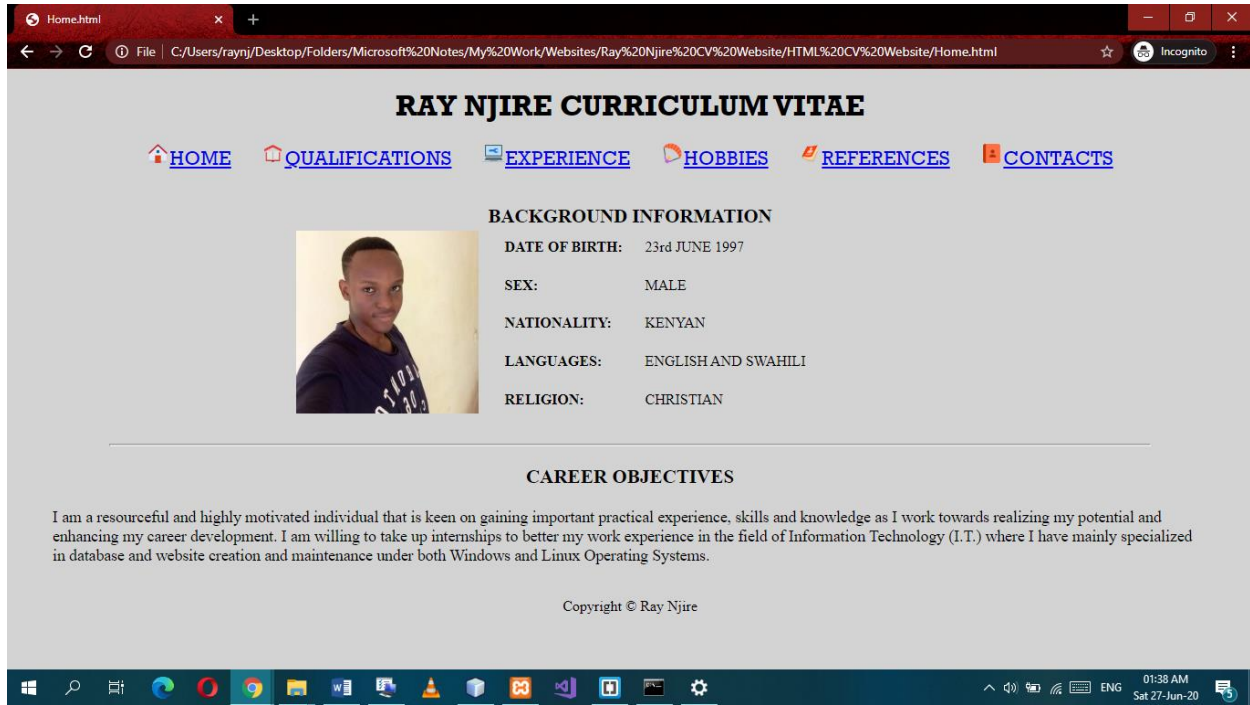 Home.html
File | C:/Users/raynj/Desktop/Folders/Microsoft%20Notes/My%20Work/Websites/Ray%20Njire%20CV%20Website/HTML%20CV%20Website/Home.html
Incognito
RAY NJIRE CURRICULUM VITAE
HOME QUALIFICATIONS EXPERIENCE HOBBIES REFERENCES CONTACTS
BACKGROUND INFORMATION
DATE OF BIRTH: 23rd JUNE 1997
SEX: MALE
NATIONALITY: KENYAN
LANGUAGES: ENGLISH AND SWAHILI
RELIGION: CHRISTIAN
CAREER OBJECTIVES
I am a resourceful and highly motivated individual that is keen on gaining important practical experience, skills and knowledge as I work towards realizing my potential and
enhancing my career development. I am willing to take up internships to better my work experience in the field of Information Technology (I.T.) where I have mainly specialized
in database and website creation and maintenance under both Windows and Linux Operating Systems.
Copyright © Ray Njire
ENG
01:38 AM
Sat 27-Jun-20
5